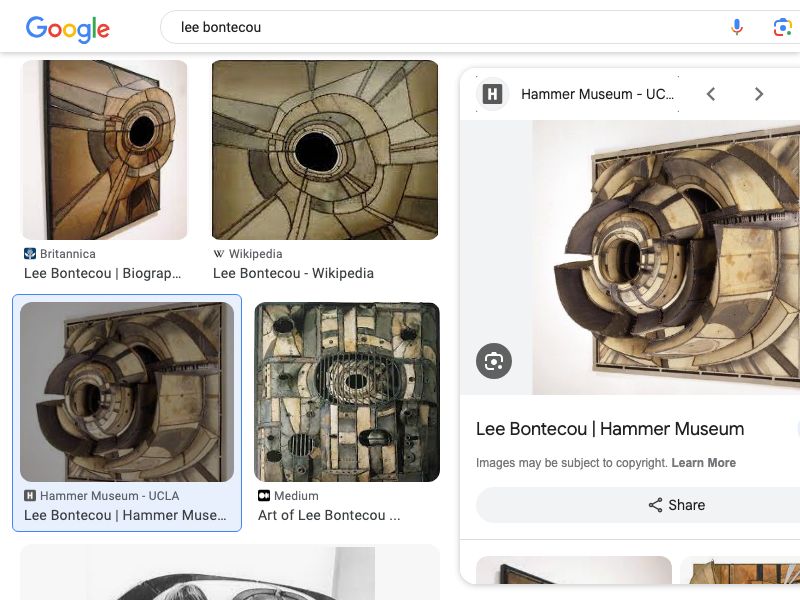 Google
lee bontecou
Britannica
Lee Bontecou | Biograp...
W Wikipedia
Lee Bontecou - Wikipedia
H Hammer Museum - UCLA
Lee Bontecou | Hammer Muse...
Medium
Art of Lee Bontecou ...
H Hammer Museum - UC...
Lee Bontecou | Hammer Museum
Images may be subject to copyright. Learn More
Share